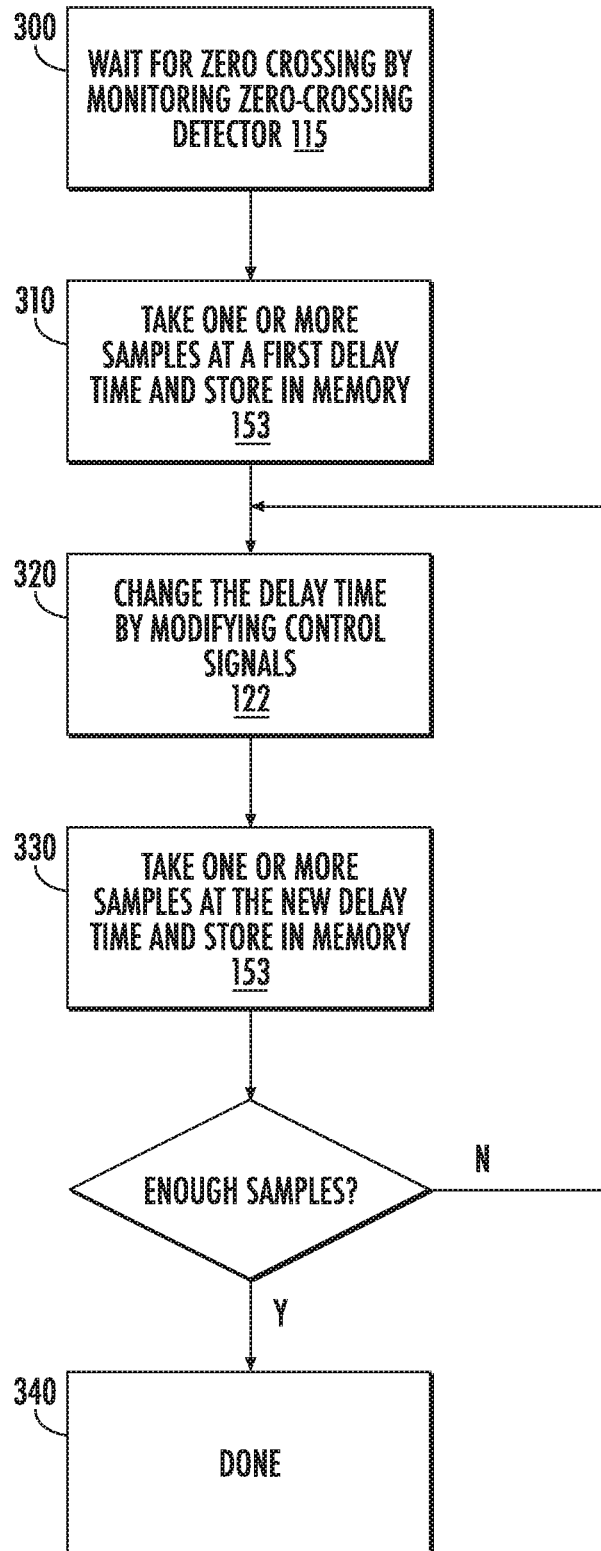 300
WAIT FOR ZERO CROSSING BY
MONITORING ZERO-CROSSING
DETECTOR 115
310
TAKE ONE OR MORE
SAMPLES AT A FIRST DELAY
TIME AND STORE IN MEMORY
153
320
CHANGE THE DELAY TIME
BY MODIFYING CONTROL
SIGNALS
122
330
TAKE ONE OR MORE
SAMPLES AT THE NEW DELAY
TIME AND STORE IN MEMORY
153
ENOUGH SAMPLES?
N
Y
340
DONE